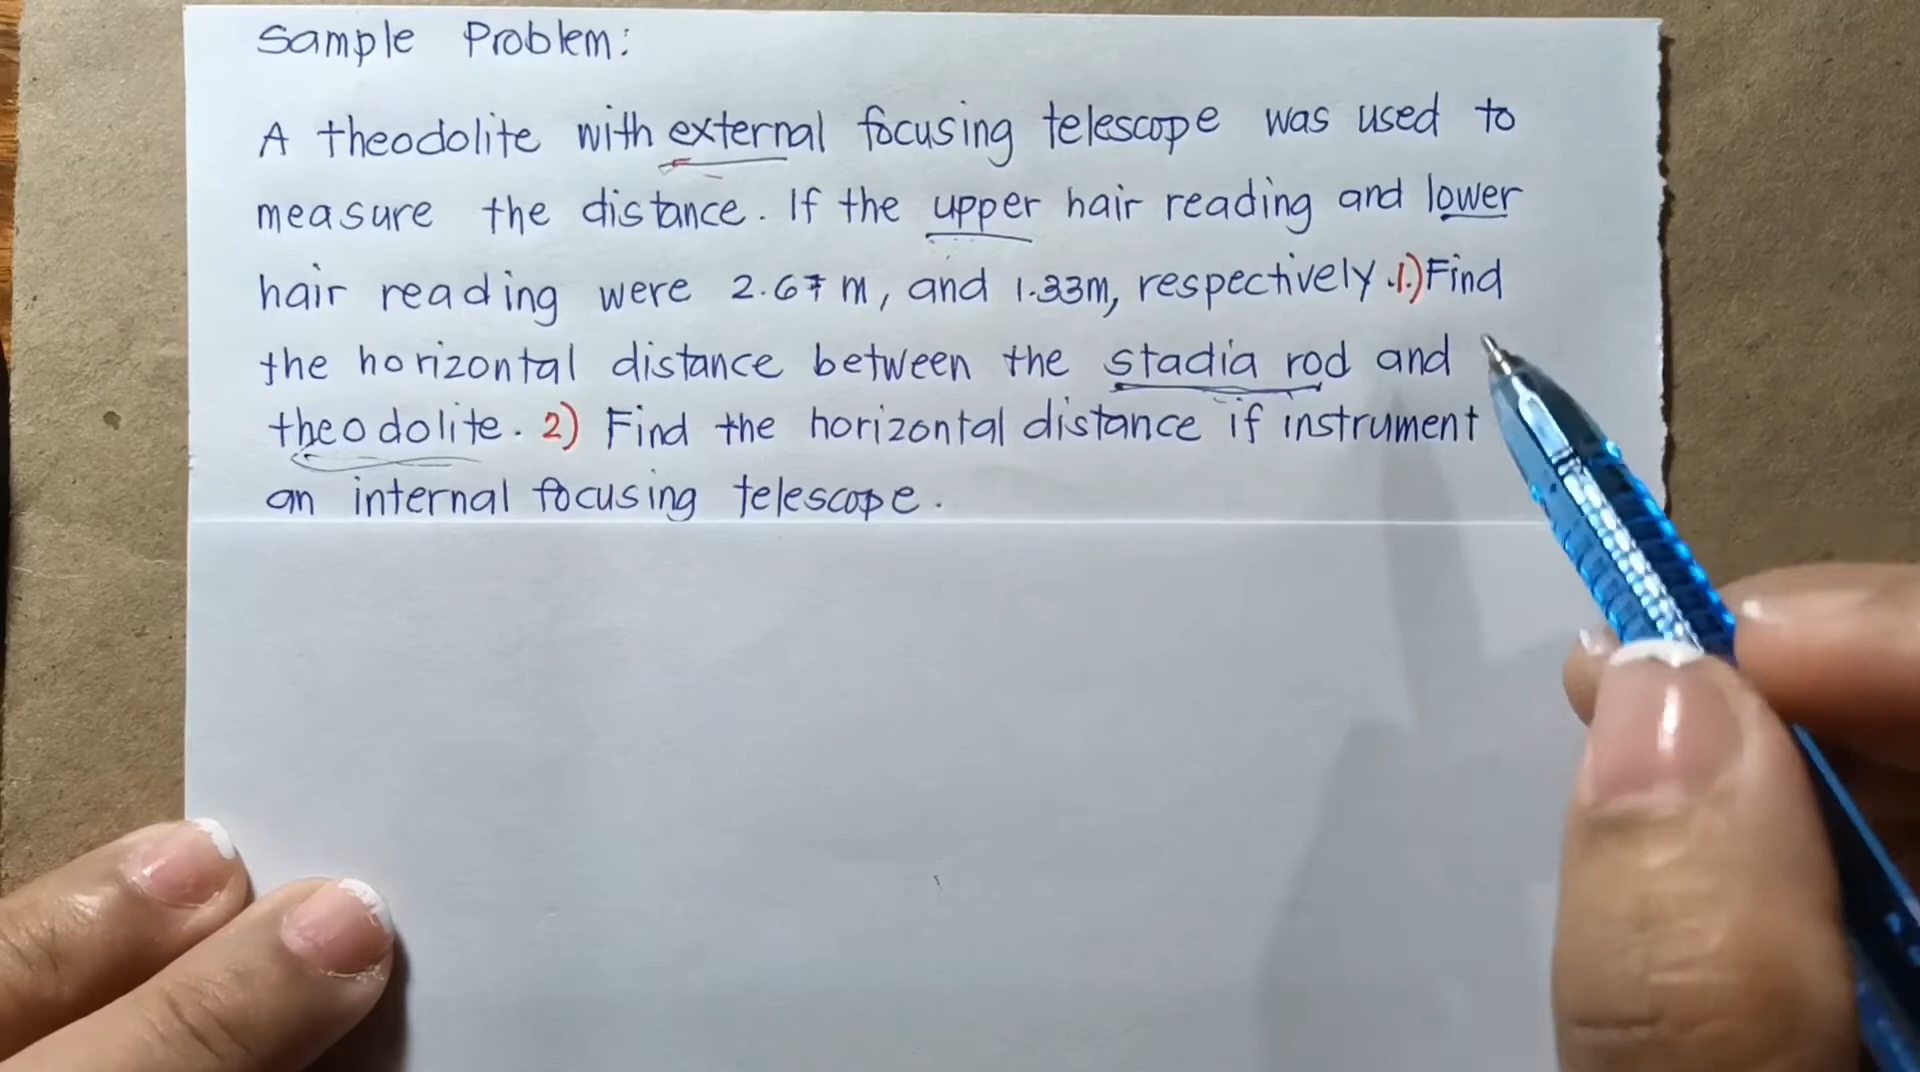 Sample Problem:
A theodolite with external focusing telescope was used to
measure the distance. If the upper hair reading and lower
hair reading were 2.67 m, and 1.33m, respectively. 1.) Find
the horizontal distance between the stadia rod and
theodolite. 2) Find the horizontal distance if instrument
an internal focusing telescope.